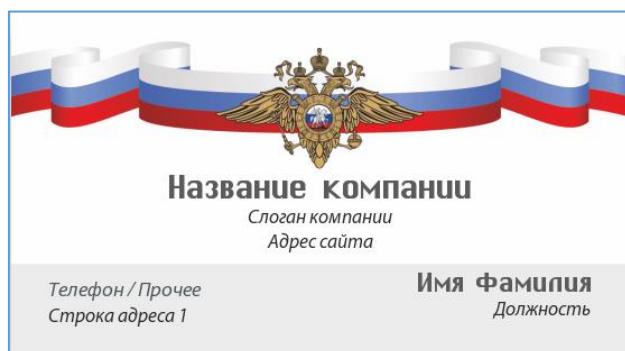 Название компании
Слоган компании
Адрес сайта
Телефон / Прочее
Строка адреса 1
Имя Фамилия
Должность